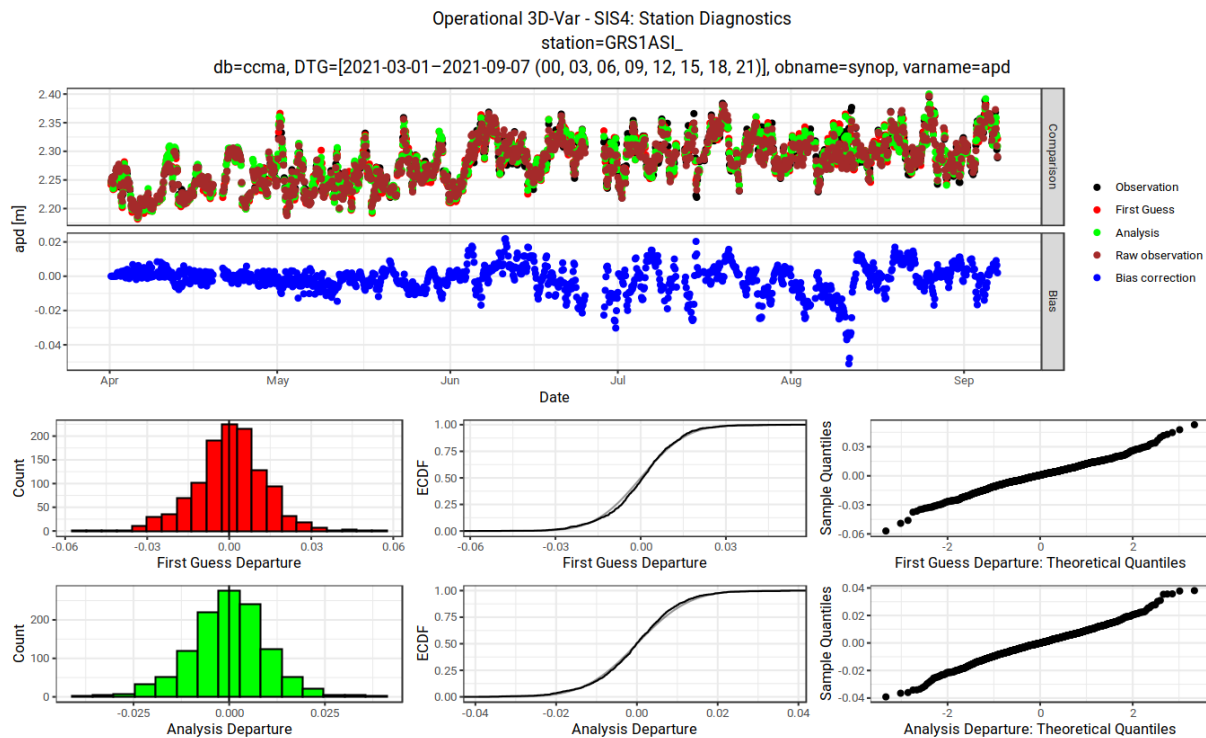 Operational 3D-Var - SIS4: Station Diagnostics
station=GRS1ASI_
db=ccma, DTG=[2021-03-01–2021-09-07 (00, 03, 06, 09, 12, 15, 18, 21)], obname=synop, varname=apd
apd [m]
2.40
2.35
2.30
2.25
2.20
Comparison
0.02
0.00
-0.02
-0.04
Bias
Apr May Jun Jul Aug Sep
Date
Observation
First Guess
Analysis
Raw observation
Bias correction
Count
200
150
100
50
0
-0.06 -0.03 0.00 0.03 0.06
First Guess Departure
ECDF
1.00
0.75
0.50
0.25
0.00
-0.06 -0.03 0.00 0.03
First Guess Departure
Sample Quantiles
0.03
0.00
-0.03
-0.06
-2 0 2
First Guess Departure: Theoretical Quantiles
Count
200
100
0
-0.025 0.000 0.025
Analysis Departure
ECDF
1.00
0.75
0.50
0.25
0.00
-0.04 -0.02 0.00 0.02 0.04
Analysis Departure
Sample Quantiles
0.04
0.02
0.00
-0.02
-0.04
-2 0 2
Analysis Departure: Theoretical Quantiles